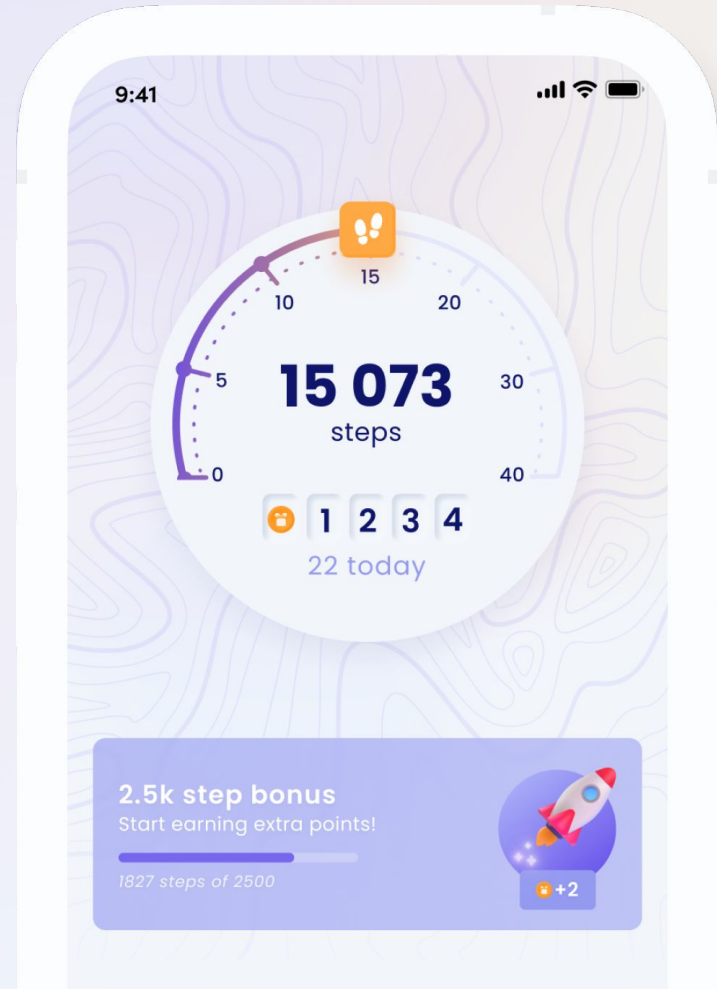 9:41
15
10
20
5
15 073
30
steps
0
40
1 2 3 4
22 today
2.5k step bonus
Start earning extra points!
1827 steps of 2500
+2